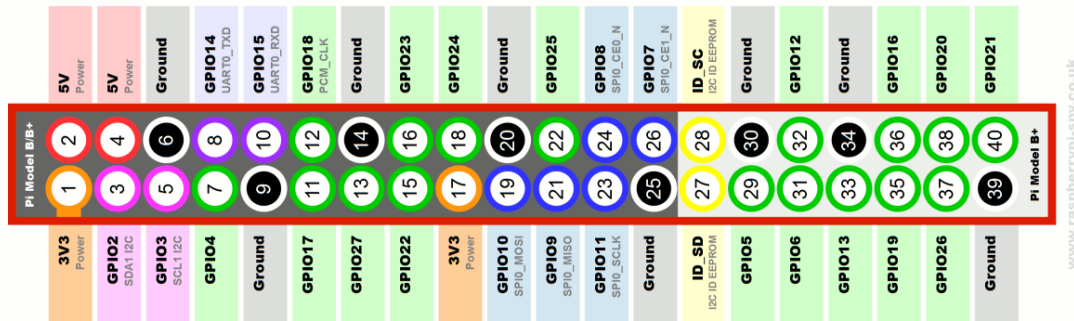 5V
Power
5V
Power
Ground
GPIO14
UART0_TXD
GPIO15
UART0_RXD
GPIO18
PCM_CLK
Ground
GPIO23
GPIO24
Ground
GPIO25
GPIO8
SPI0_CE0_N
GPIO7
SPI0_CE1_N
ID_SC
I2C ID EEPROM
Ground
GPIO12
Ground
GPIO16
GPIO20
GPIO21
Pi Model B/B+
2 4 6 8 10 12 14 16 18 20 22 24 26 28 30 32 34 36 38 40
1 3 5 7 9 11 13 15 17 19 21 23 25 27 29 31 33 35 37 39
Pi Model B+
3V3
Power
GPIO2
SDA1 I2C
GPIO3
SCL1 I2C
GPIO4
Ground
GPIO17
GPIO27
GPIO22
3V3
Power
GPIO10
SPI0_MOSI
GPIO9
SPI0_MISO
GPIO11
SPI0_SCLK
Ground
ID_SD
I2C ID EEPROM
GPIO5
GPIO6
GPIO13
GPIO19
GPIO26
Ground
www.raspberrypi-spy.co.uk